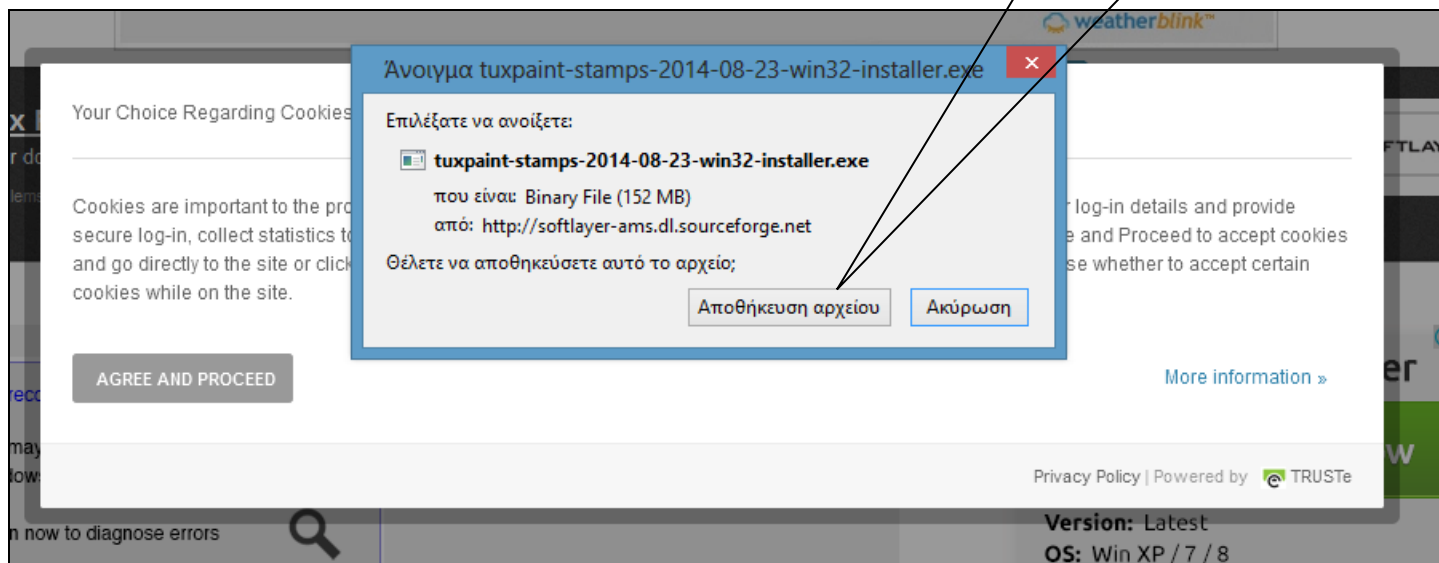 weatherblink™
Άνοιγμα tuxpaint-stamps-2014-08-23-win32-installer.exe
Your Choice Regarding Cookies
Επιλέξατε να ανοίξετε:
tuxpaint-stamps-2014-08-23-win32-installer.exe
που είναι: Binary File (152 MB)
από: http://softlayer-ams.dl.sourceforge.net
Θέλετε να αποθηκεύσετε αυτό το αρχείο;
Αποθήκευση αρχείου Ακύρωση
Cookies are important to the
log-in details and provide
secure log-in, collect statistics
and Proceed to accept cookies
and go directly to the site or click
whether to accept certain
cookies while on the site.
AGREE AND PROCEED
More information »
Privacy Policy | Powered by TRUSTe
now to diagnose errors
Version: Latest
OS: Win XP / 7 / 8